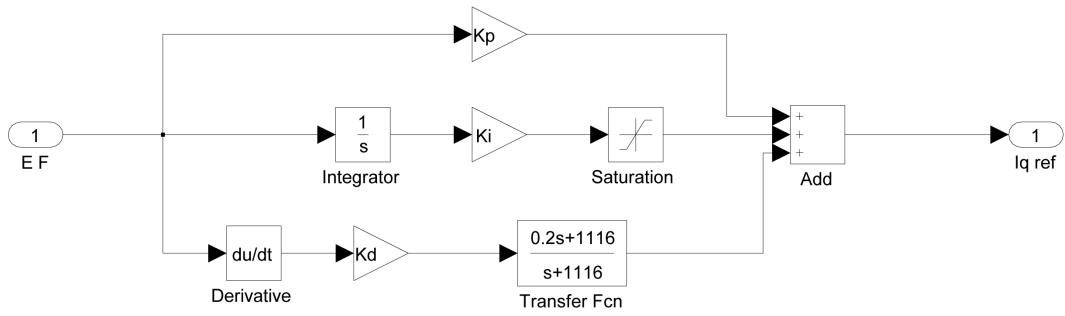 Kp
1
E F
1
s
Integrator
Ki
Saturation
+
+
+
Add
1
Iq ref
du/dt
Derivative
Kd
0.2s+1116
s+1116
Transfer Fcn